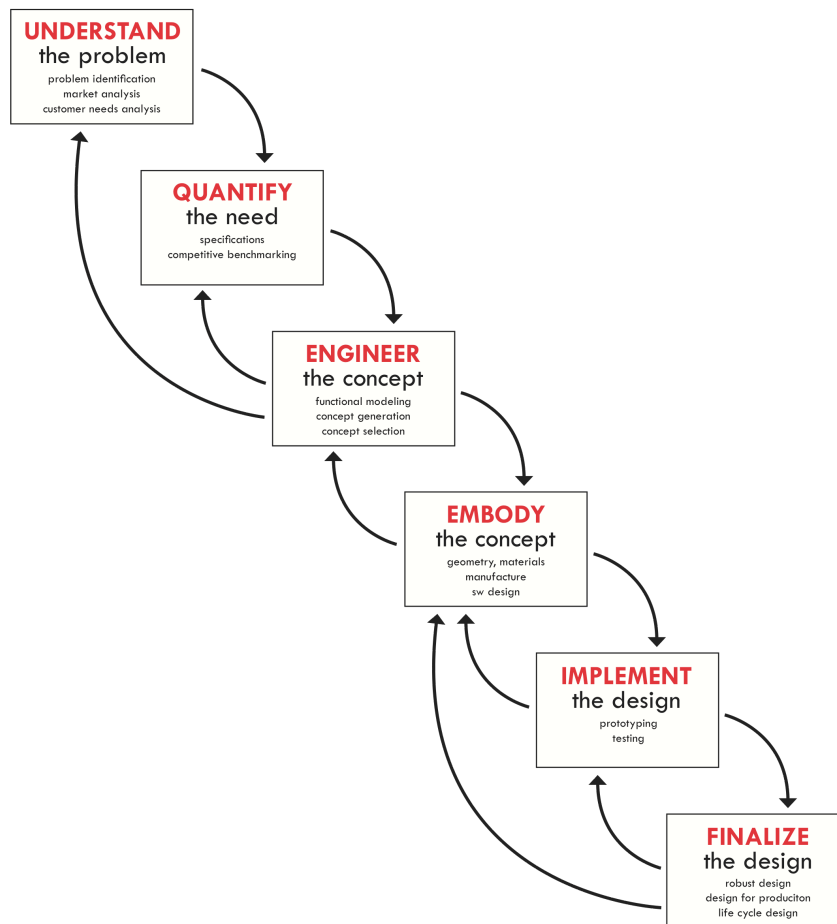 UNDERSTAND
the problem
problem identification
market analysis
customer needs analysis
QUANTIFY
the need
specifications
competitive benchmarking
ENGINEER
the concept
functional modeling
concept generation
concept selection
EMBODY
the concept
geometry, materials
manufacture
sw design
IMPLEMENT
the design
prototyping
testing
FINALIZE
the design
robust design
design for produciton
life cycle design